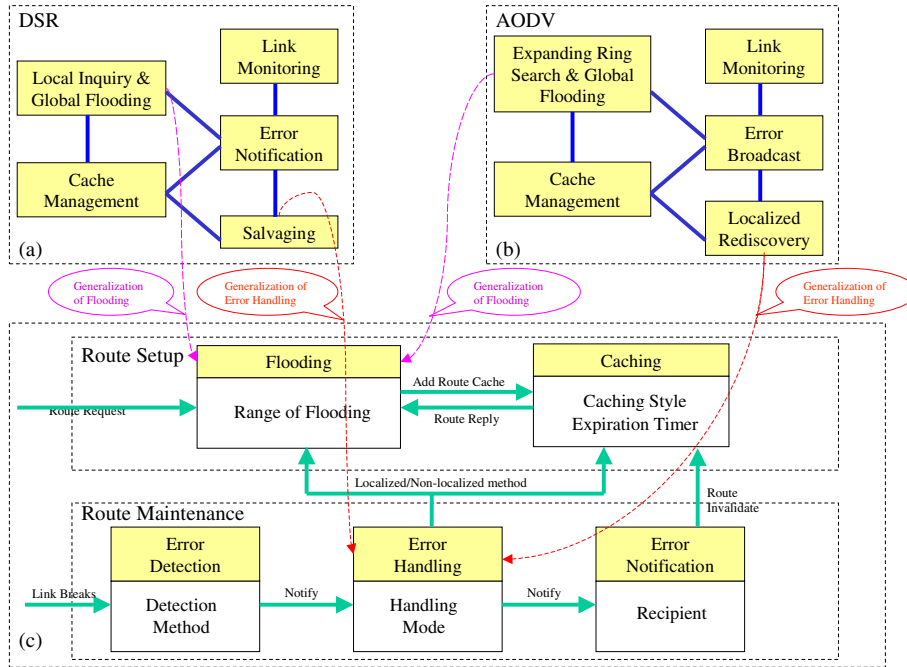 DSR
Local Inquiry &
Global Flooding
Link
Monitoring
Error
Notification
Cache
Management
Salvaging
(a)
AODV
Expanding Ring
Search & Global
Flooding
Link
Monitoring
Error
Broadcast
Cache
Management
Localized
Rediscovery
(b)
Generalization
of Flooding
Generalization of
Error Handling
Generalization
of Flooding
Generalization of
Error Handling
Route Setup
Flooding
Range of Flooding
Caching
Caching Style
Expiration Timer
Add Route Cache
Route Reply
Route Request
Localized/Non-localized method
Route
Invalidate
Route Maintenance
Error
Detection
Detection
Method
Error
Handling
Handling
Mode
Error
Notification
Recipient
Link Breaks
Notify
Notify
(c)